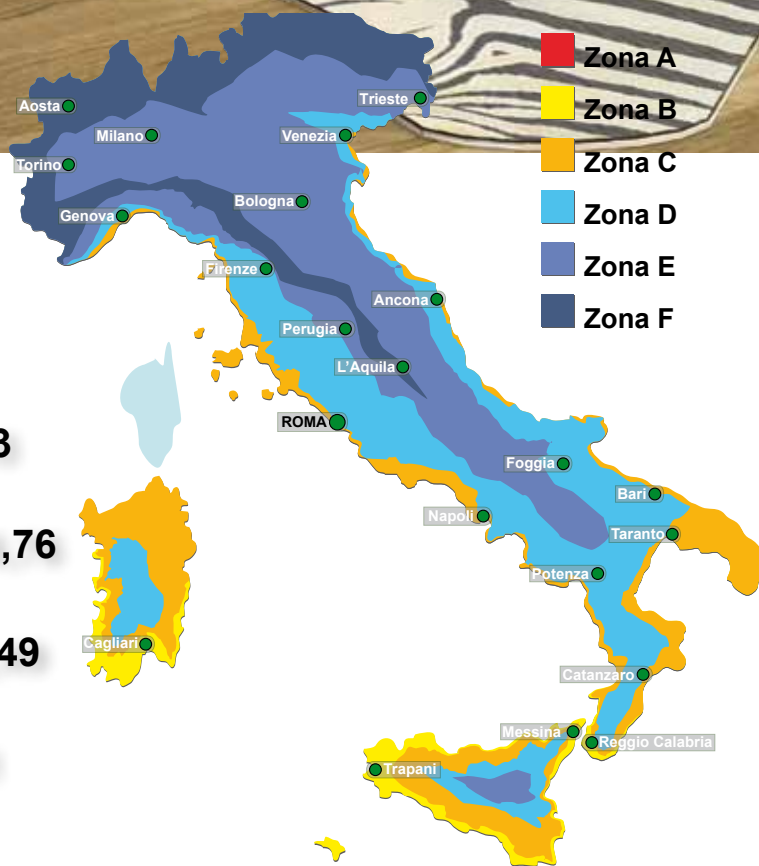 Zona A
Zona B
Zona C
Zona D
Zona E
Zona F
Aosta
Trieste
Milano
Venezia
Torino
Bologna
Genova
Firenze
Ancona
Perugia
L'Aquila
ROMA
3
Foggia
Bari
Napoli
,76
Taranto
Potenza
49
Cagliari
Catanzaro
Messina
Reggio Calabria
Trapani